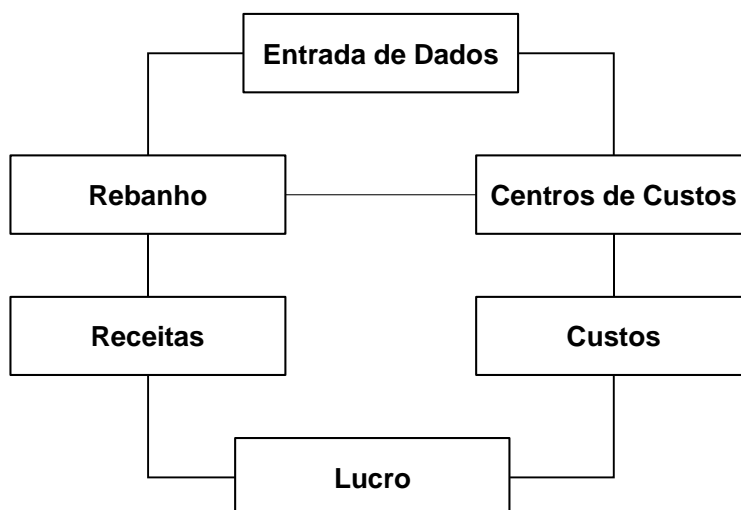 Entrada de Dados
Rebanho
Centros de Custos
Receitas
Custos
Lucro